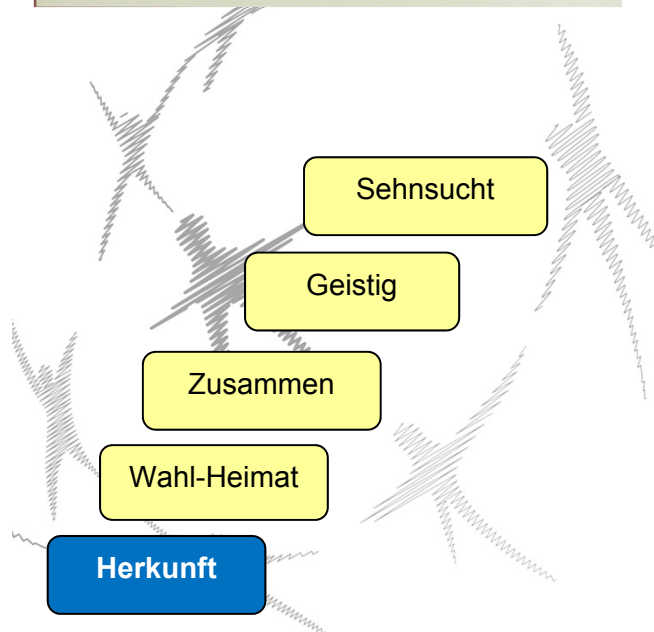 Sehnsucht
Geistig
Zusammen
Wahl-Heimat
Herkunft